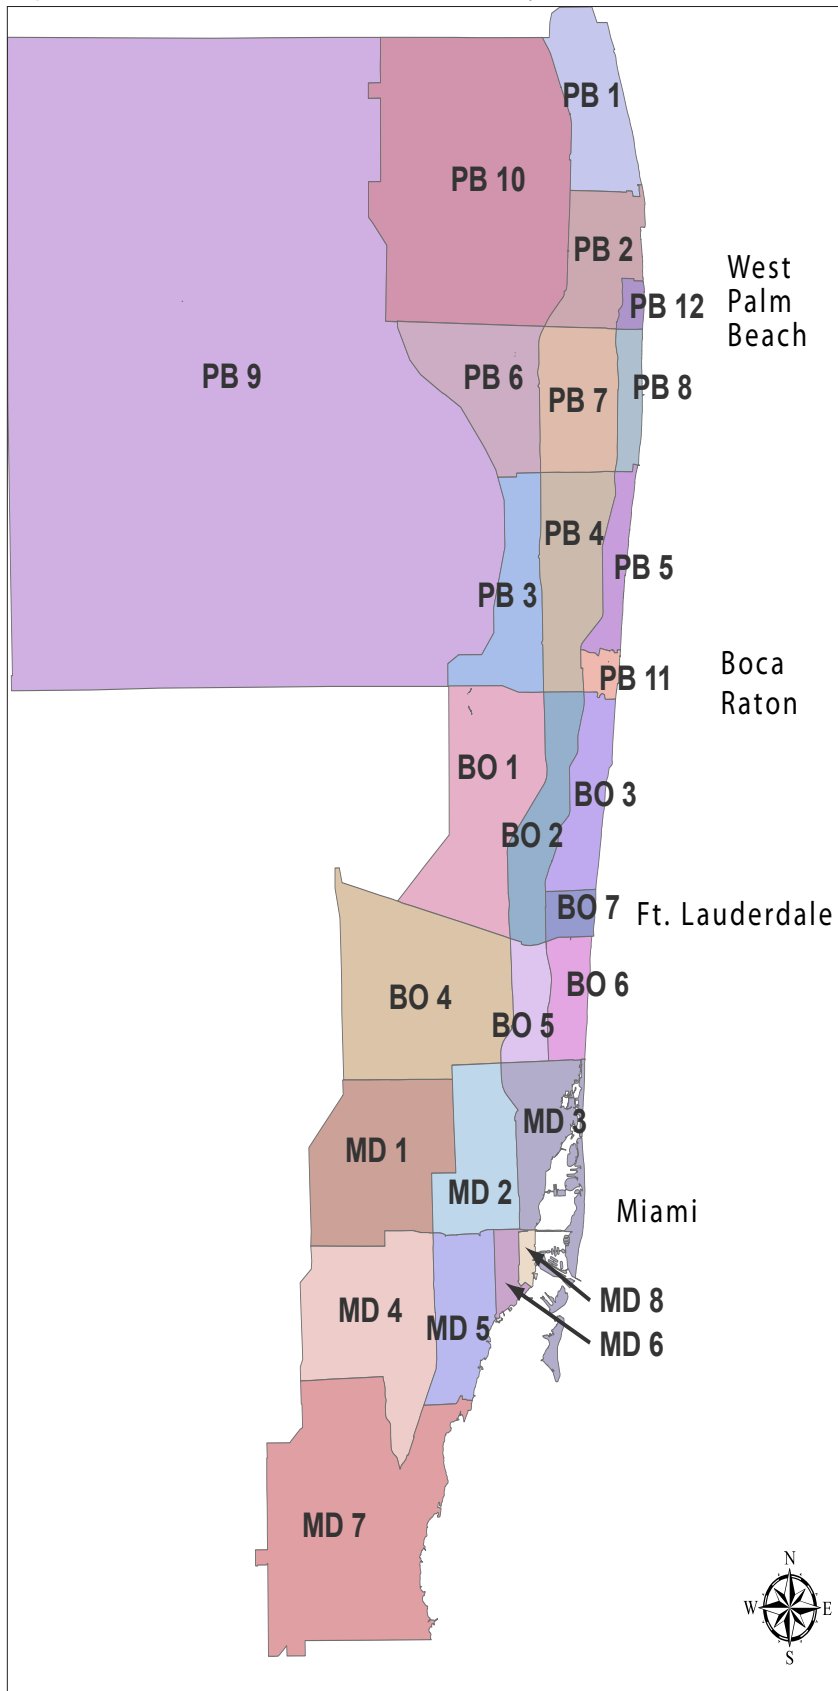 PB 1
PB 10
PB 2
West
Palm
Beach
PB 12
PB 9
PB 6
PB 7
PB 8
PB 4
PB 5
PB 3
Boca
Raton
PB 11
BO 1
BO 3
BO 2
BO 7
Ft. Lauderdale
BO 4
BO 6
BO 5
MD 3
MD 1
MD 2
Miami
MD 8
MD 4
MD 5
MD 6
MD 7
N
W E
S